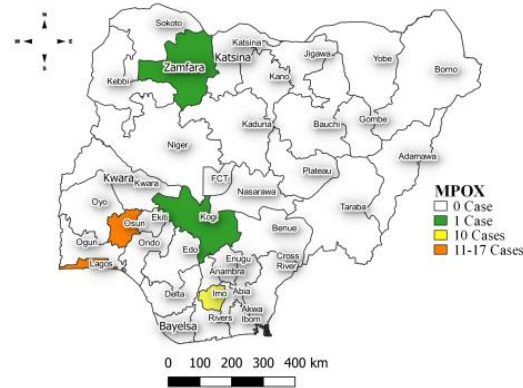 N
W E
S
Sokoto
Katsina
Zamfara
Katsina
Jigawa
Yobe
Borno
Kebbi
Kano
Gombe
Kaduna
Bauchi
Niger
Adamawa
Plateau
Kwara
FCT
Kwara
Nasarawa
Taraba
Oyo
Kogi
Osun
Ekiti
Benue
Ogun
Ondo
Edo
Enugu
Cross
River
Lagos
Anambra
Delta
Imo
Abia
Rivers
Akwa
Ibom
Bayelsa
MPOX
0 Case
1 Case
10 Cases
11-17 Cases
0 100 200 300 400 km